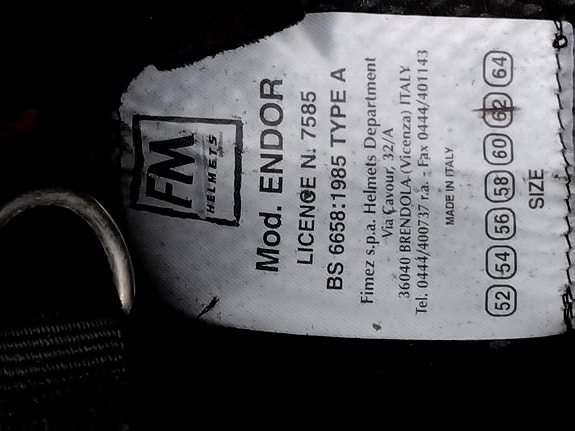 FM
HELMETS
Mod. ENDOR
LICENCE N. 7585
BS 6658:1985 TYPE A
Fimez s.p.a. Helmets Department
Via Cavour, 32/A
36040 BRENDOLA (Vicenza) ITALY
Tel. 0444/400737 r.a. - Fax 0444/401143
MADE IN ITALY
52 54 56 58 60 62 64
SIZE